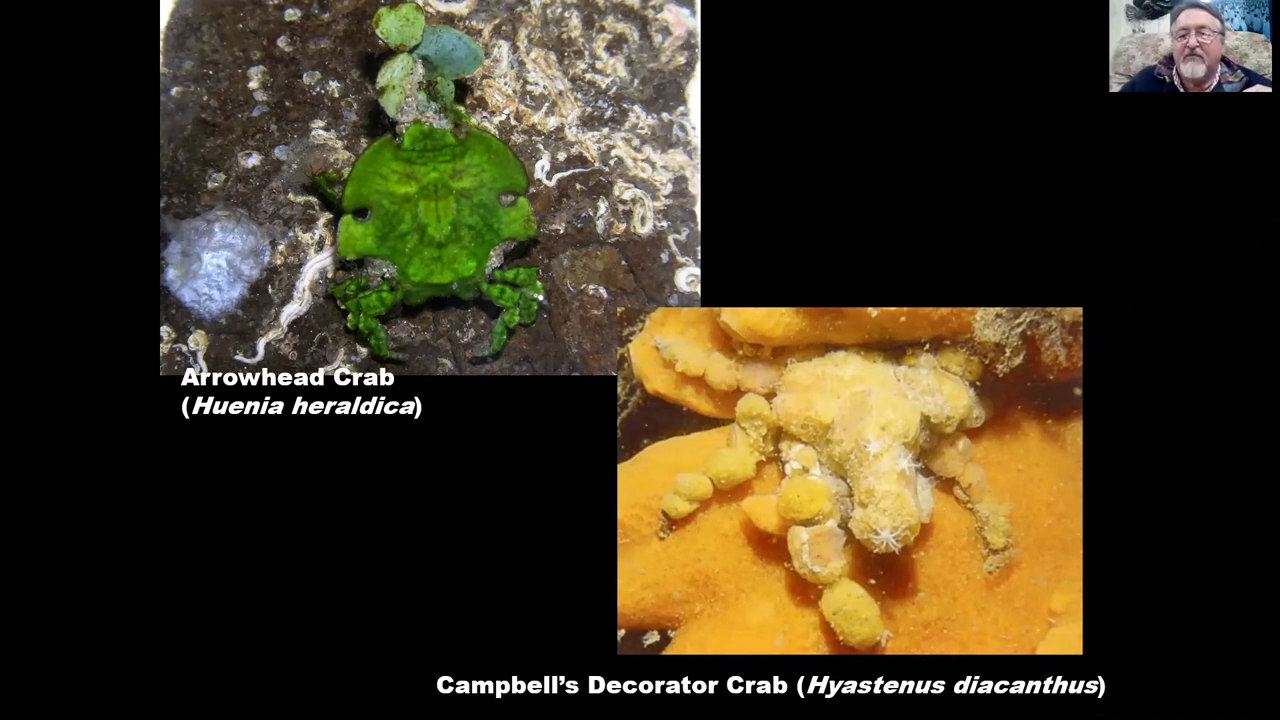 Arrowhead Crab
(Huenia heraldica)
Campbell’s Decorator Crab (Hyastenus diacanthus)